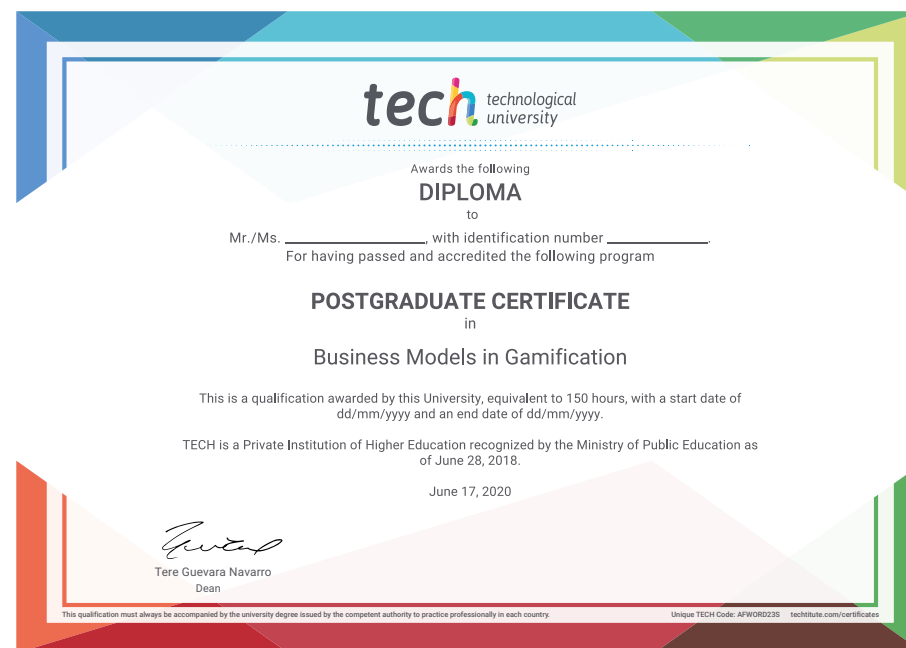 tech technological
university
Awards the following
DIPLOMA
to
Mr./Ms. ____________________, with identification number ______________.
For having passed and accredited the following program
POSTGRADUATE CERTIFICATE
in
Business Models in Gamification
This is a qualification awarded by this University, equivalent to 150 hours, with a start date of
dd/mm/yyyy and an end date of dd/mm/yyyy.
TECH is a Private Institution of Higher Education recognized by the Ministry of Public Education as
of June 28, 2018.
June 17, 2020
Tere Guevara Navarro
Dean
This qualification must always be accompanied by the university degree issued by the competent authority to practice professionally in each country. Unique TECH Code: AFWORD23S techtitute.com/certificates